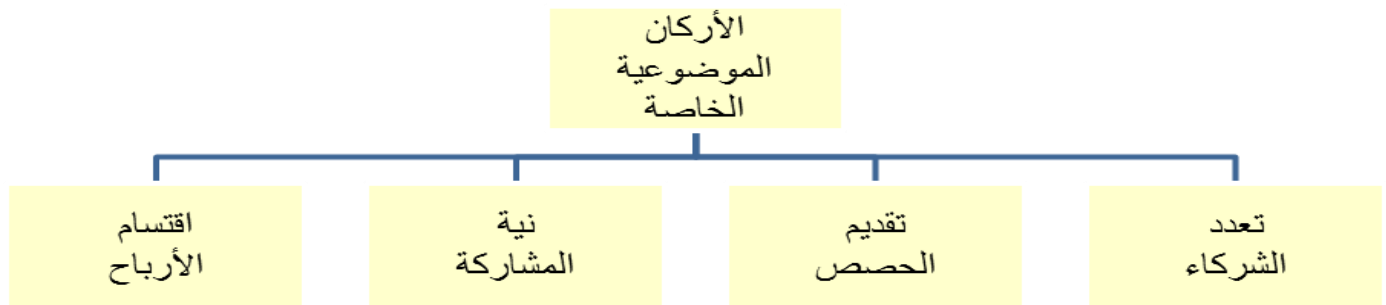 الأركان
الموضوعية
الخاصة
تعدد
الشركاء
تقديم
الحصص
نية
المشاركة
اقتسام
الأرباح